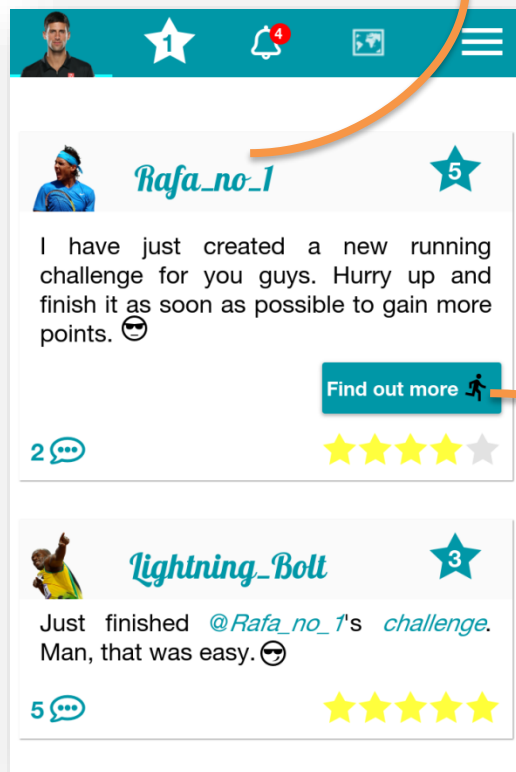 1
4
Rafa_no_1
5
I have just created a new running
challenge for you guys. Hurry up and
finish it as soon as possible to gain more
points.
Find out more
2
Lightning_Bolt
3
Just finished @Rafa_no_1's challenge.
Man, that was easy.
5